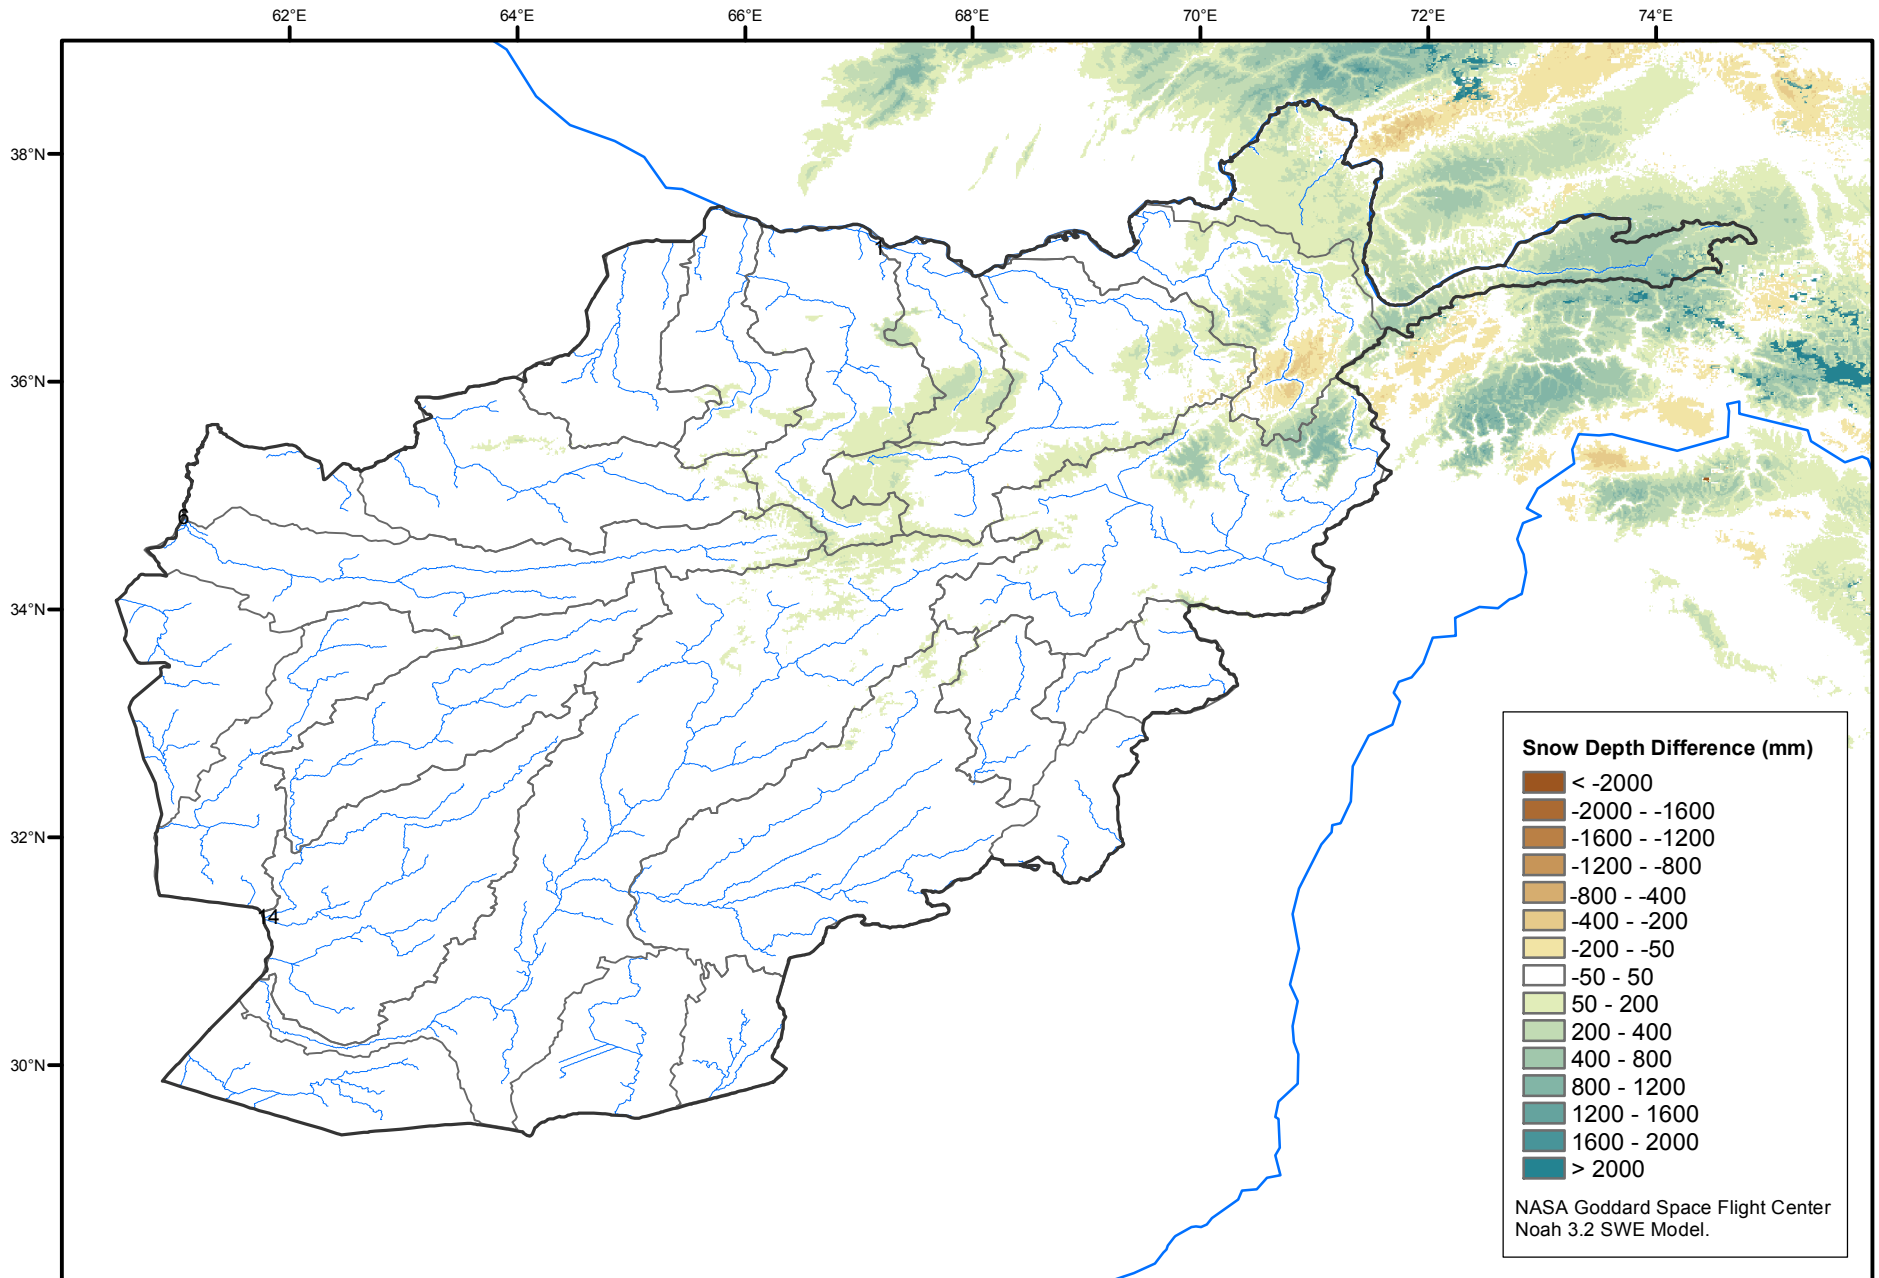 62°E 64°E 66°E 68°E 70°E 72°E 74°E
38°N
36°N
34°N
32°N
30°N
1
6
14
Snow Depth Difference (mm)
< -2000
-2000 - -1600
-1600 - -1200
-1200 - -800
-800 - -400
-400 - -200
-200 - -50
-50 - 50
50 - 200
200 - 400
400 - 800
800 - 1200
1200 - 1600
1600 - 2000
> 2000
NASA Goddard Space Flight Center
Noah 3.2 SWE Model.